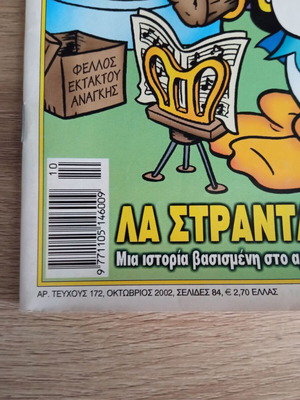 ΦΕΛΛΟΣ
ΕΚΤΑΚΤΟΥ
ΑΝΑΓΚΗΣ
10
9 771105 146009
ΛΑ ΣΤΡΑΝΤ
Μια ιστορία βασισμένη στο
ΑΡ. ΤΕΥΧΟΥΣ 172, ΟΚΤΩΒΡΙΟΣ 2002, ΣΕΛΙΔΕΣ 84, € 2,70 ΕΛΛΑΣ